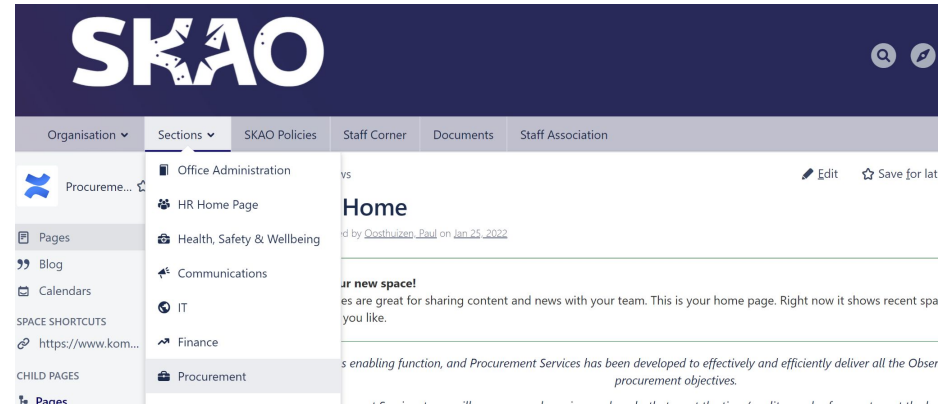 SKAO
Organisation
Sections
SKAO Policies
Staff Corner
Documents
Staff Association
Procureme...
Pages
Blog
Calendars
SPACE SHORTCUTS
https://www.kom...
CHILD PAGES
Pages
Office Administration
HR Home Page
Health, Safety & Wellbeing
Communications
IT
Finance
Procurement
Edit
Save for lat
Home
by Oosthuizen, Paul on Jan 25, 2022
new space!
are great for sharing content and news with your team. This is your home page. Right now it shows recent spa
you like.
enabling function, and Procurement Services has been developed to effectively and efficiently deliver all the Obser
procurement objectives.